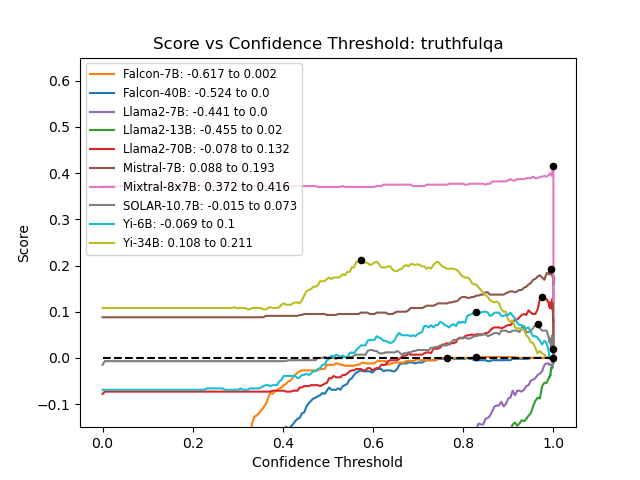 Score vs Confidence Threshold: truthfulqa
Falcon-7B: -0.617 to 0.002
Falcon-40B: -0.524 to 0.0
Llama2-7B: -0.441 to 0.0
Llama2-13B: -0.455 to 0.02
Llama2-70B: -0.078 to 0.132
Mistral-7B: 0.088 to 0.193
Mixtral-8x7B: 0.372 to 0.416
SOLAR-10.7B: -0.015 to 0.073
Yi-6B: -0.069 to 0.1
Yi-34B: 0.108 to 0.211
Score
0.6
0.5
0.4
0.3
0.2
0.1
0.0
−0.1
0.0 0.2 0.4 0.6 0.8 1.0
Confidence Threshold